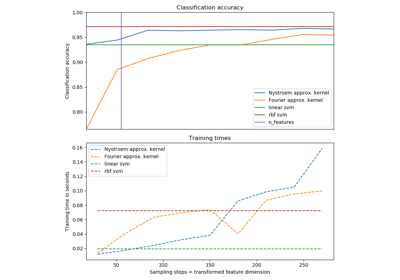 Classification accuracy
1.00
0.95
0.90
0.85
0.80
Classification accuracy
Nystroem approx. kernel
Fourier approx. kernel
linear svm
rbf svm
n_features
Training times
0.16
0.14
0.12
0.10
0.08
0.06
0.04
0.02
Training time in seconds
Nystroem approx. kernel
Fourier approx. kernel
linear svm
rbf svm
50
100
150
200
250
Sampling steps = transformed feature dimension